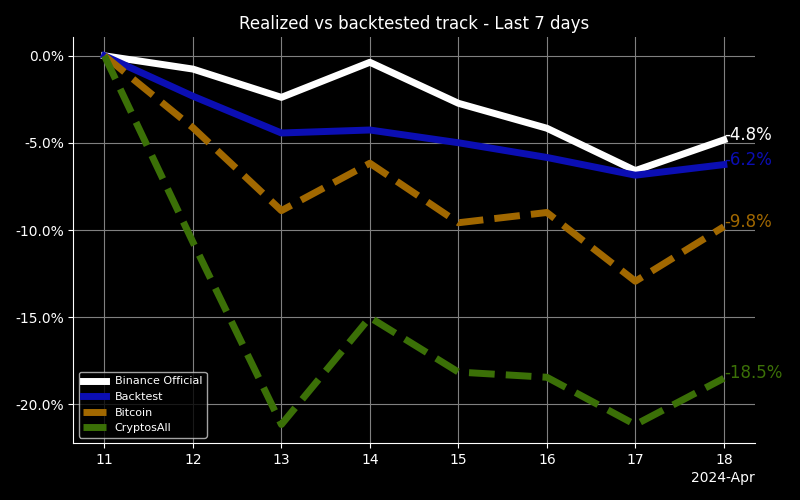 Realized vs backtested track - Last 7 days
0.0%
-5.0%
-10.0%
-15.0%
-20.0%
-4.8%
-6.2%
-9.8%
-18.5%
Binance Official
Backtest
Bitcoin
CryptosAll
11 12 13 14 15 16 17 18
2024-Apr